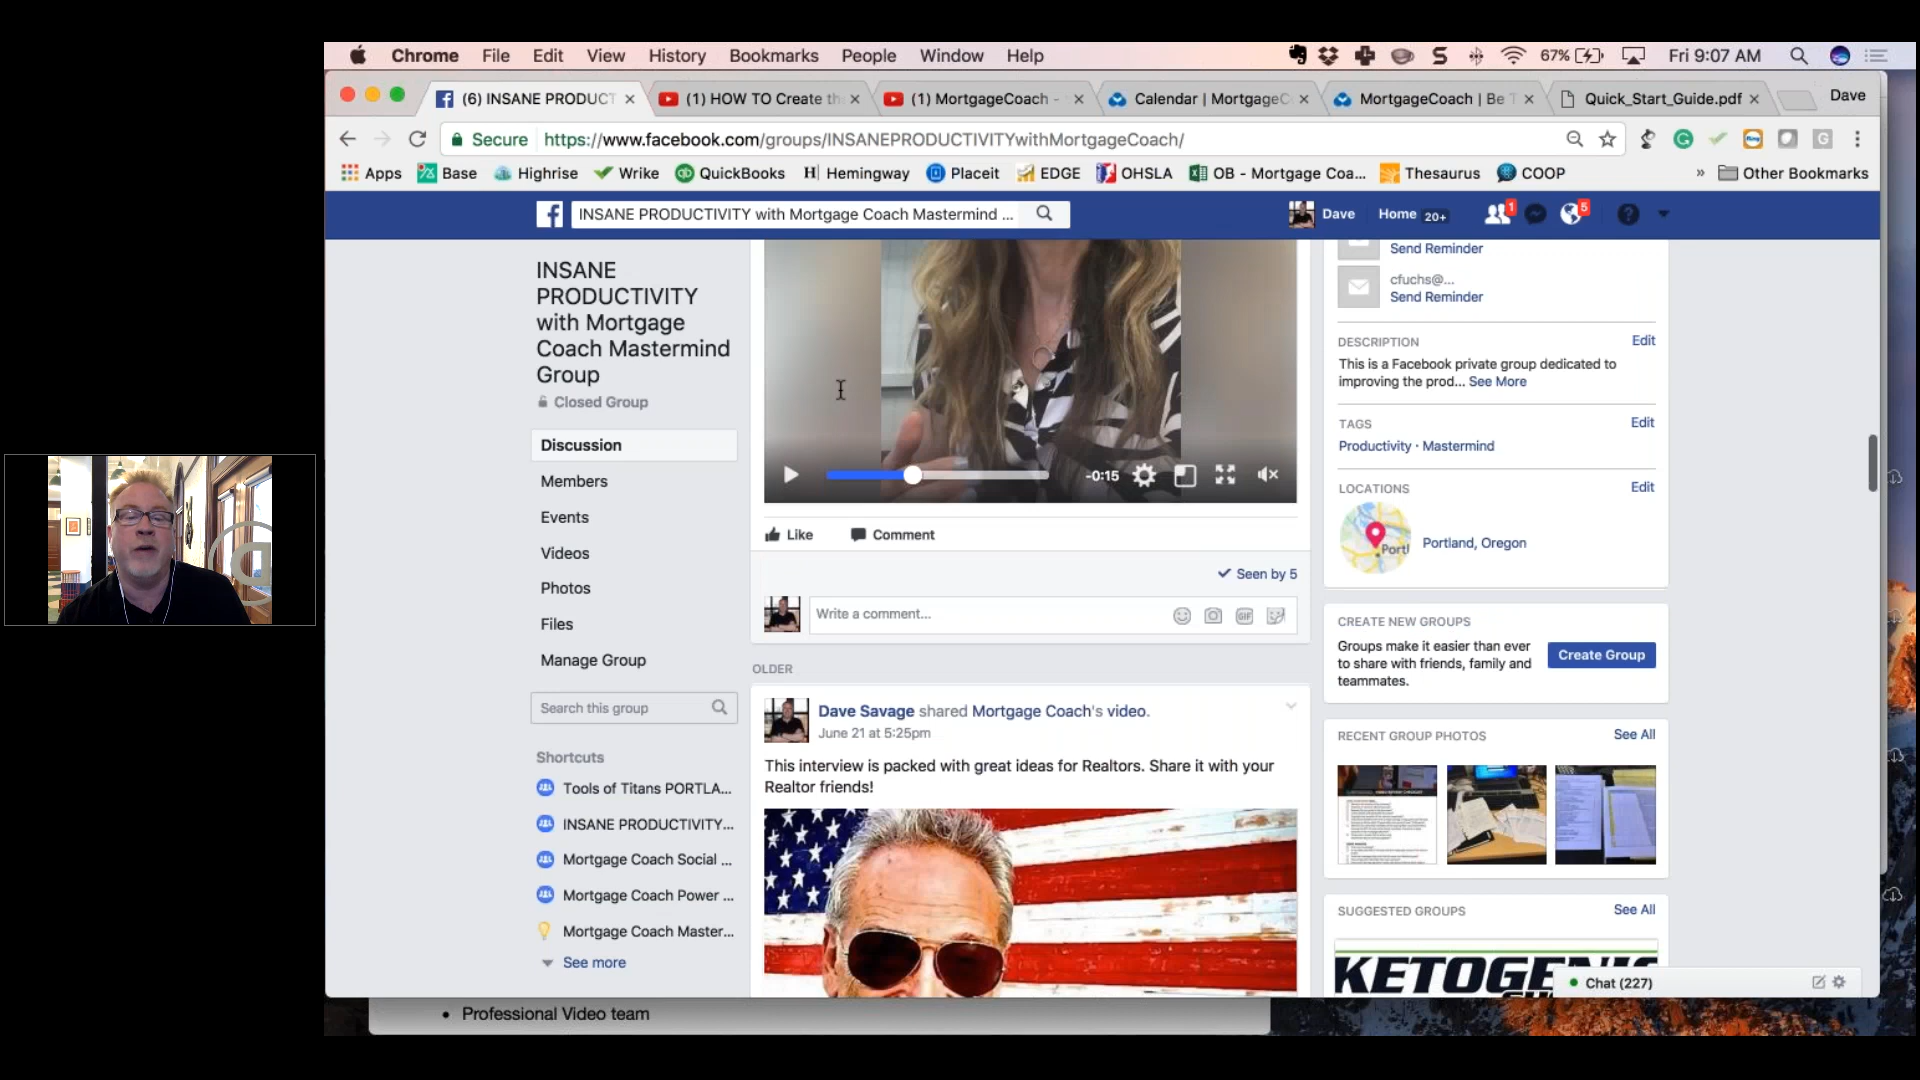 Chrome File Edit View History Bookmarks People Window Help 67% Fri 9:07 AM
(6) INSANE PRODUCT (1) HOW TO Create th (1) MortgageCoach - Calendar | MortgageC MortgageCoach | Be T Quick_Start_Guide.pdf Dave
Secure https://www.facebook.com/groups/INSANEPRODUCTIVITYwithMortgageCoach/
Apps Base Highrise Wrike QuickBooks Hemingway Placeit EDGE OHSLA OB - Mortgage Coa... Thesaurus COOP » Other Bookmarks
INSANE PRODUCTIVITY with Mortgage Coach Mastermind ... Dave Home 20+ 1 5
INSANE
PRODUCTIVITY
with Mortgage
Coach Mastermind
Group
Closed Group
Discussion
Members
Events
Videos
Photos
Files
Manage Group
Search this group
Shortcuts
Tools of Titans PORTLA...
INSANE PRODUCTIVITY...
Mortgage Coach Social ...
Mortgage Coach Power ...
Mortgage Coach Master...
See more
-0:15
Like Comment
Seen by 5
Write a comment...
GIF
OLDER
Dave Savage shared Mortgage Coach's video.
June 21 at 5:25pm
This interview is packed with great ideas for Realtors. Share it with your
Realtor friends!
Send Reminder
cfuchs@...
Send Reminder
DESCRIPTION Edit
This is a Facebook private group dedicated to
improving the prod... See More
TAGS Edit
Productivity · Mastermind
LOCATIONS Edit
Portl
Portland, Oregon
CREATE NEW GROUPS
Groups make it easier than ever
to share with friends, family and
teammates.
Create Group
RECENT GROUP PHOTOS See All
SUGGESTED GROUPS See All
Chat (227)
• Professional Video team